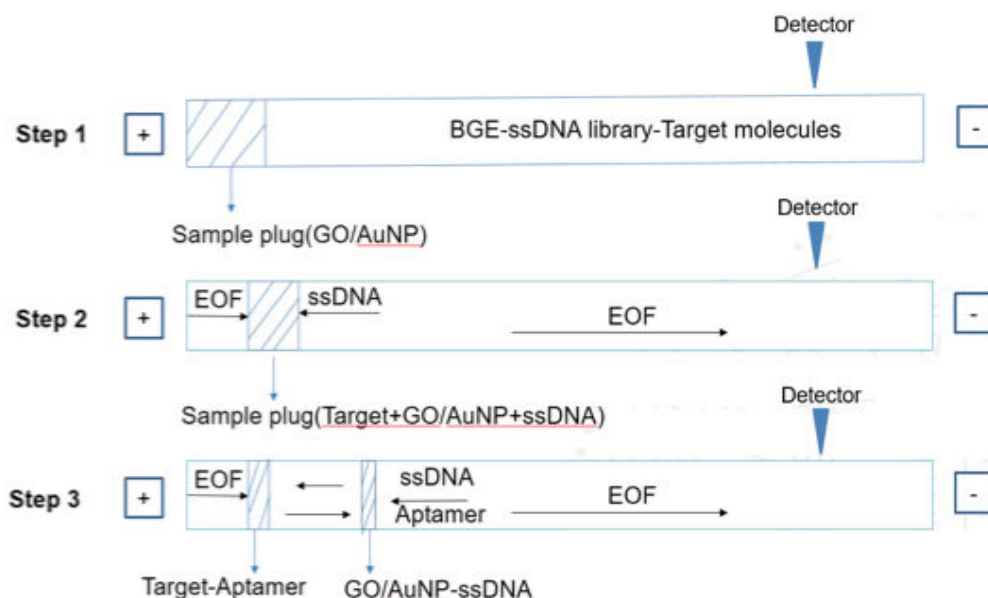 Detector
Step 1
+
BGE-ssDNA library-Target molecules
-
Sample plug(GO/AuNP)
Detector
Step 2
+
EOF
ssDNA
EOF
-
Sample plug(Target+GO/AuNP+ssDNA)
Detector
Step 3
+
EOF
ssDNA
Aptamer
EOF
-
Target-Aptamer
GO/AuNP-ssDNA